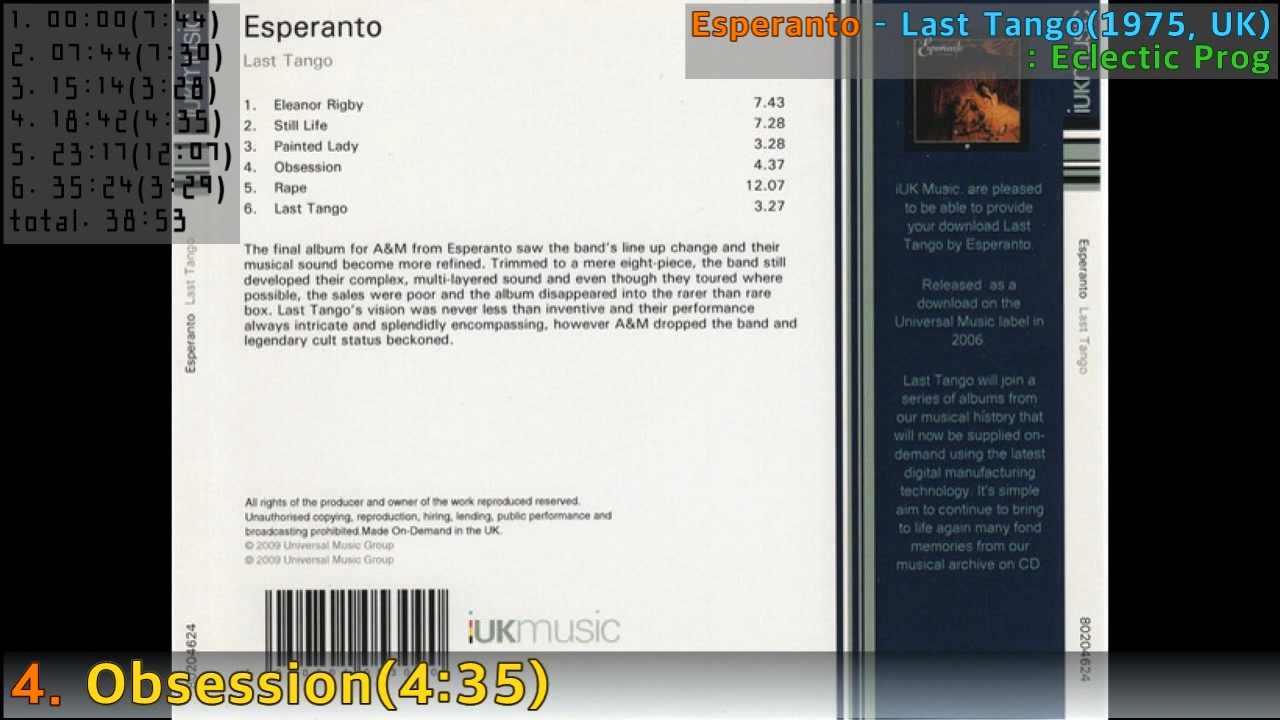 1. 00:00(7:44)
2. 07:44(7:30)
3. 15:14(3:28)
4. 18:42(4:35)
5. 23:17(12:07)
6. 35:24(3:29)
total. 38:53
Esperanto - Last Tango(1975, UK)
: Eclectic Prog
Esperanto
Last Tango
1. Eleanor Rigby 7.43
2. Still Life 7.28
3. Painted Lady 3.28
4. Obsession 4.37
5. Rape 12.07
6. Last Tango 3.27
The final album for A&M from Esperanto saw the band's line up change and their
musical sound become more refined. Trimmed to a mere eight-piece, the band still
developed their complex, multi-layered sound and even though they toured where
possible, the sales were poor and the album disappeared into the rarer than rare
box. Last Tango's vision was never less than inventive and their performance
always intricate and splendidly encompassing, however A&M dropped the band and
legendary cult status beckoned.
All rights of the producer and owner of the work reproduced reserved.
Unauthorised copying, reproduction, hiring, lending, public performance and
broadcasting prohibited.Made On-Demand in the UK.
© 2009 Universal Music Group
© 2009 Universal Music Group
iUKmusic
Esperanto
iUK Music. are pleased
to be able to provide
your download Last
Tango by Esperanto.
Released as a
download on the
Universal Music label in
2006.
Last Tango will join a
series of albums from
our musical history that
will now be supplied on-
demand using the latest
digital manufacturing
technology. It's simple
aim to continue to bring
to life again many fond
memories from our
musical archive on CD.
Esperanto Last Tango
80204624
Esperanto Last Tango
80204624
4. Obsession(4:35)